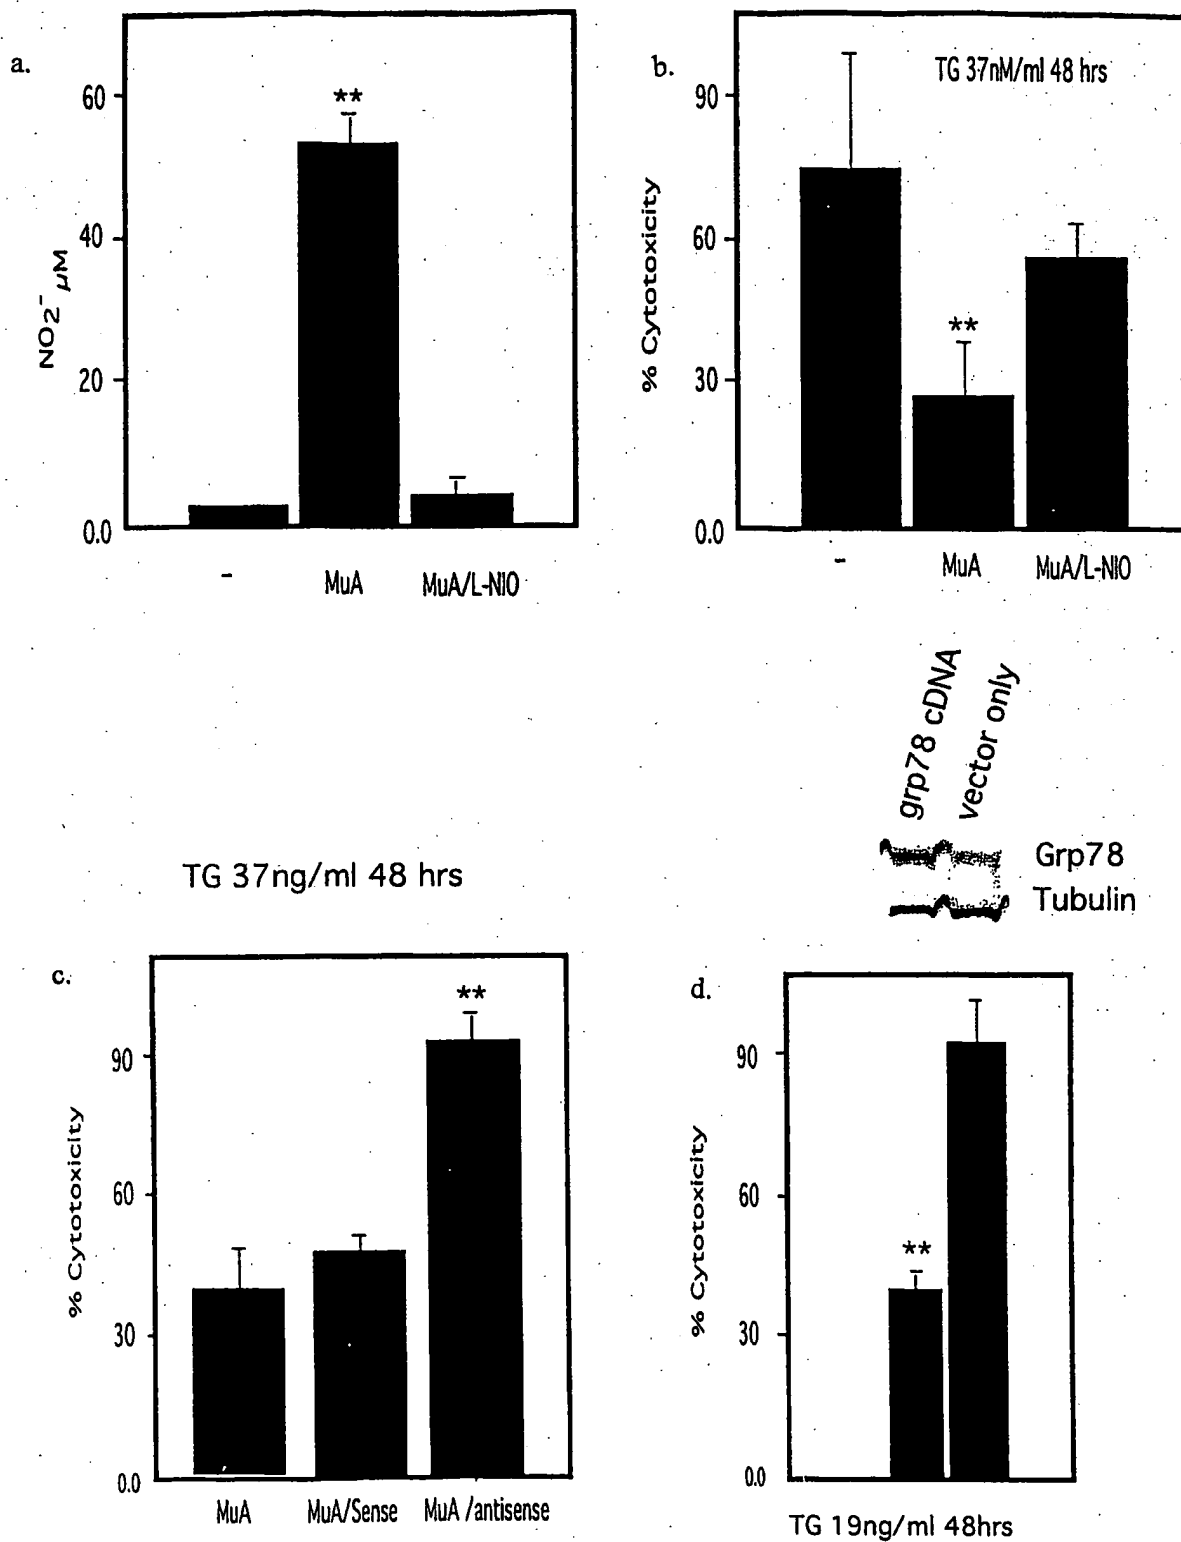 a.
60
**
40
NO2- µM
20
0.0
-
MuA
MuA/L-NIO
b.
TG 37nM/ml 48 hrs
90
% Cytotoxicity
60
**
30
0.0
-
MuA
MuA/L-NIO
grp78 cDNA
vector only
Grp78
Tubulin
TG 37ng/ml 48 hrs
c.
**
90
% Cytotoxicity
60
30
0.0
MuA
MuA/Sense
MuA /antisense
d.
90
% Cytotoxicity
60
**
30
0.0
TG 19ng/ml 48hrs